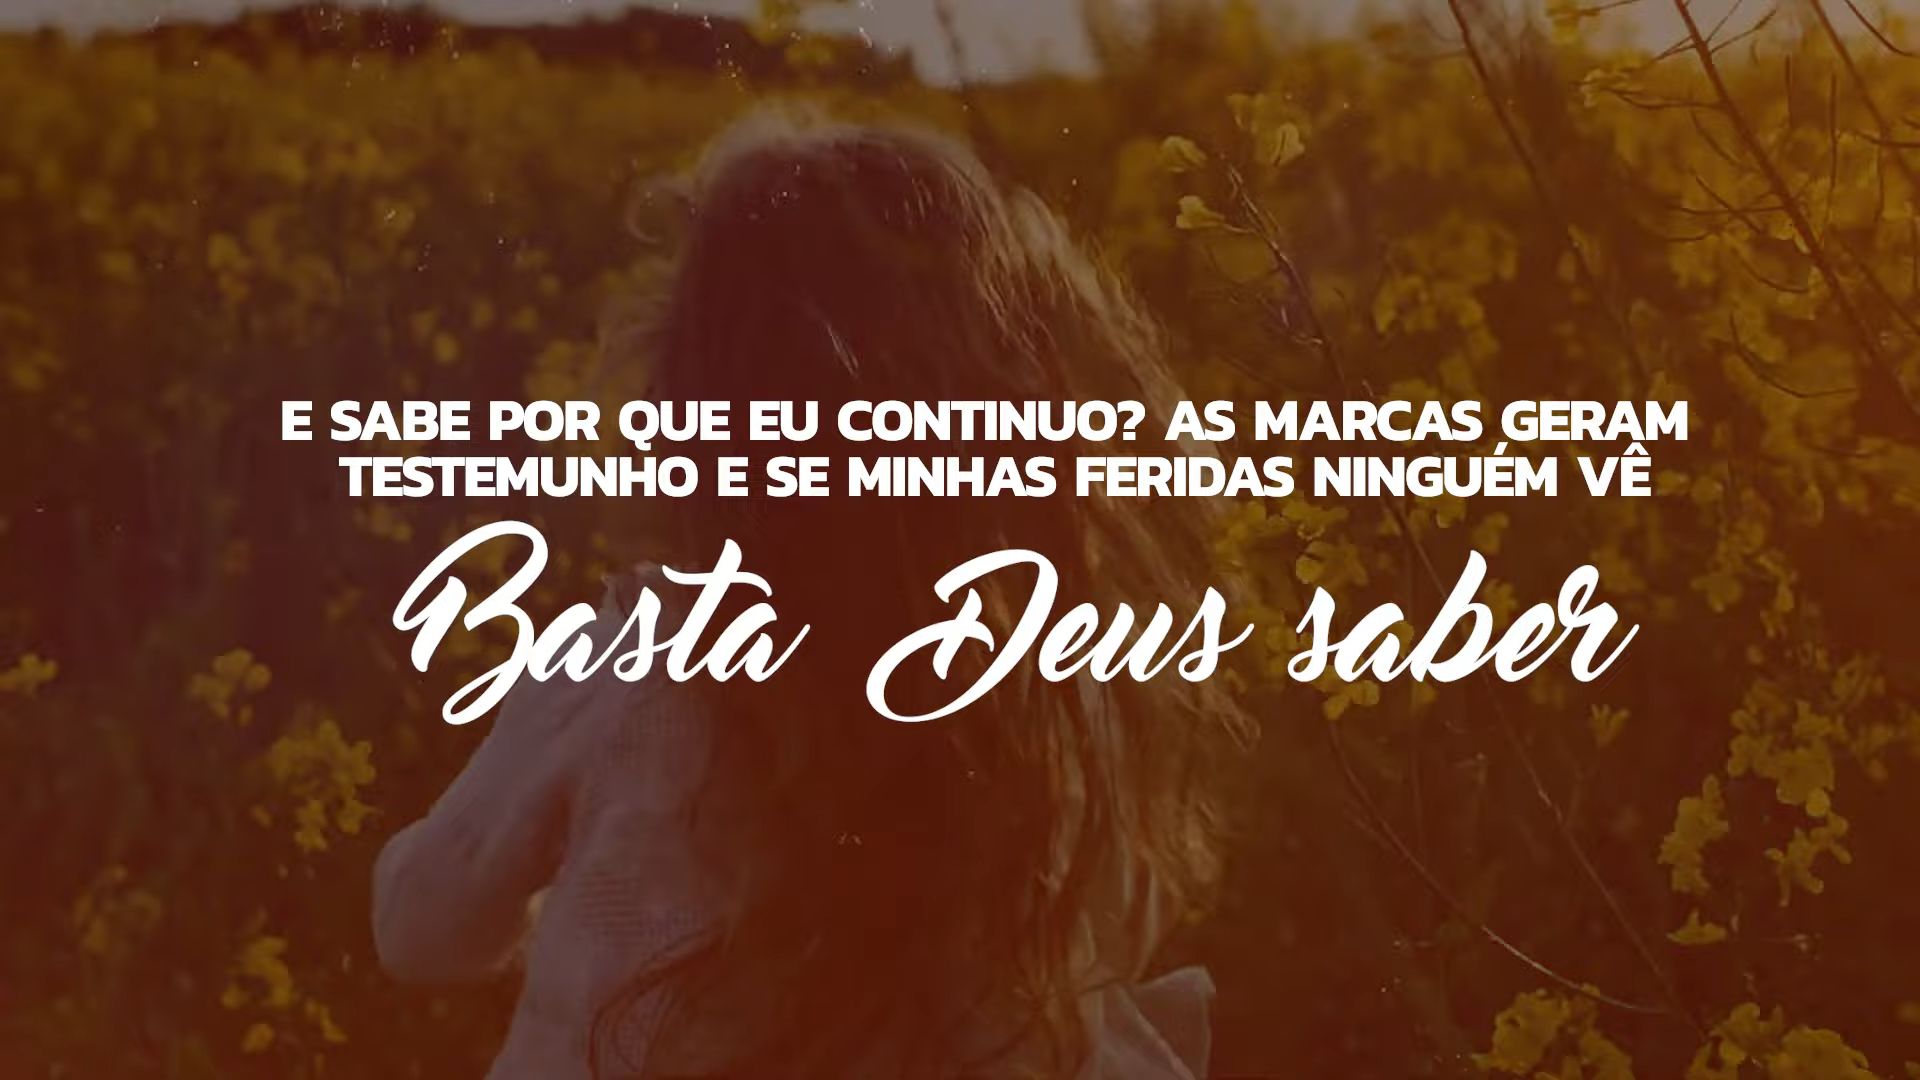 E SABE POR QUE EU CONTINUO? AS MARCAS GERAM
TESTEMUNHO E SE MINHAS FERIDAS NINGUÉM VÊ
Basta Deus saber